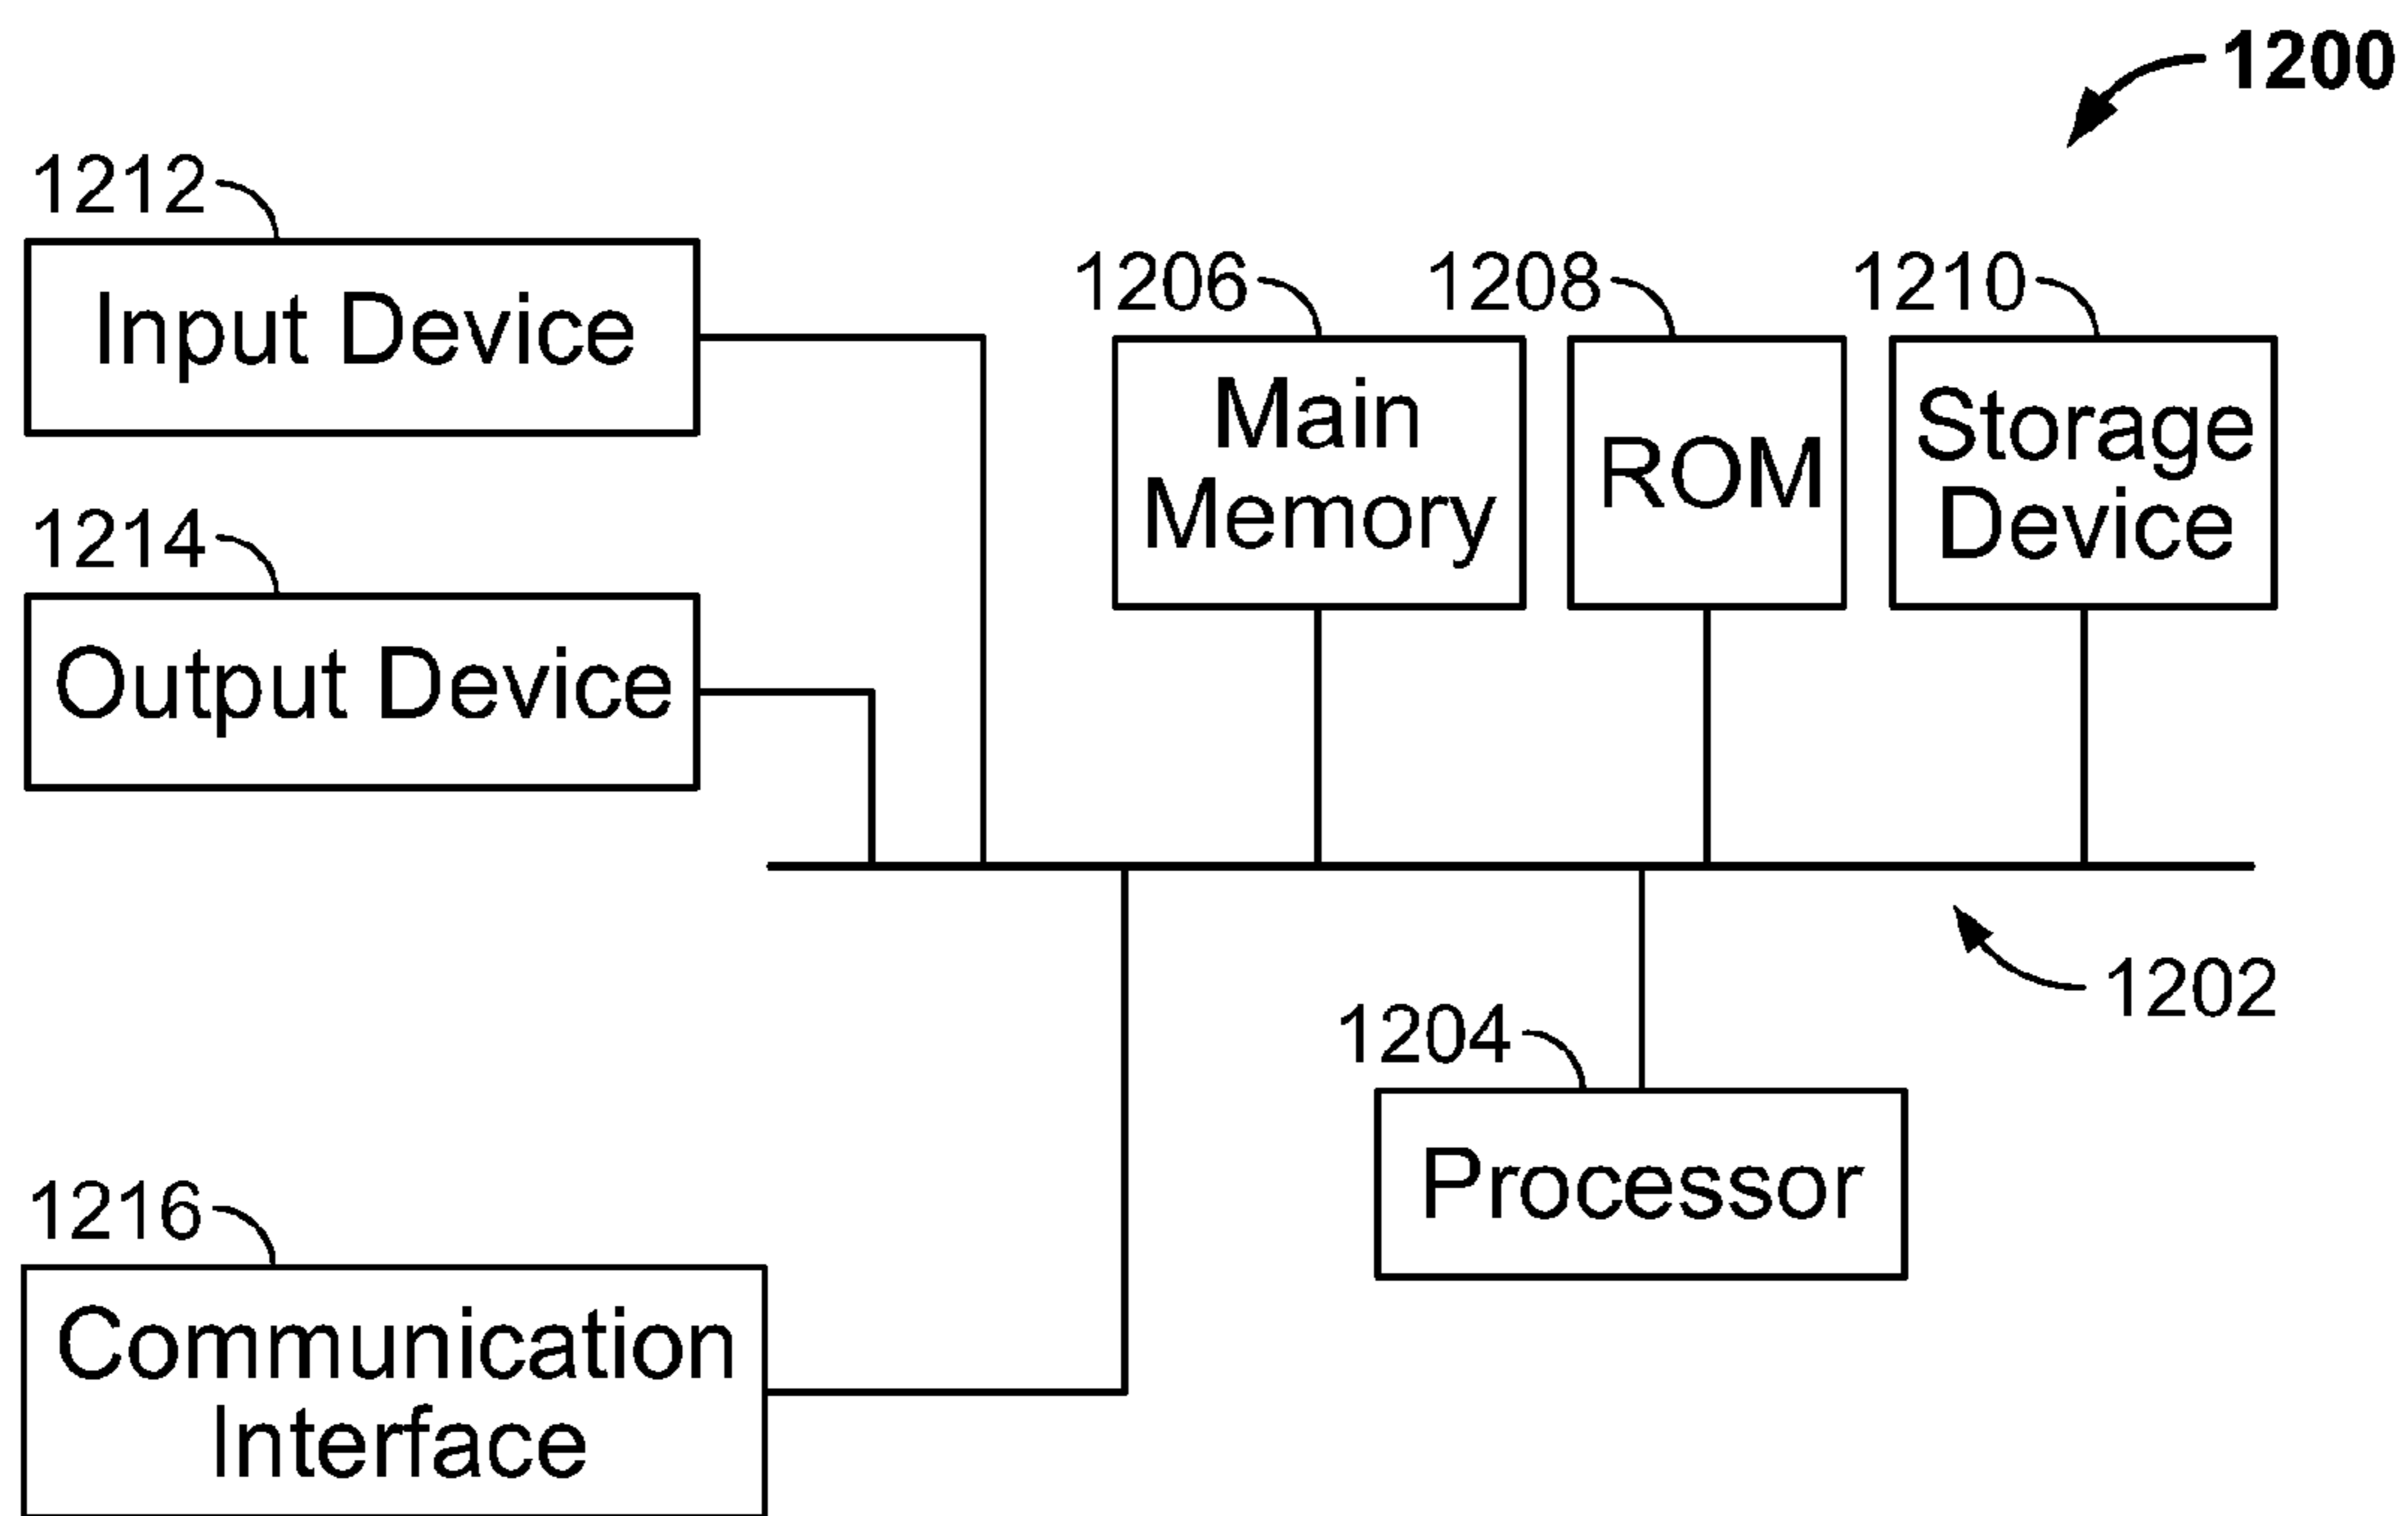 1200
1212
Input Device
1206
Main
Memory
1208
ROM
1210
Storage
Device
1214
Output Device
1202
1204
Processor
1216
Communication
Interface